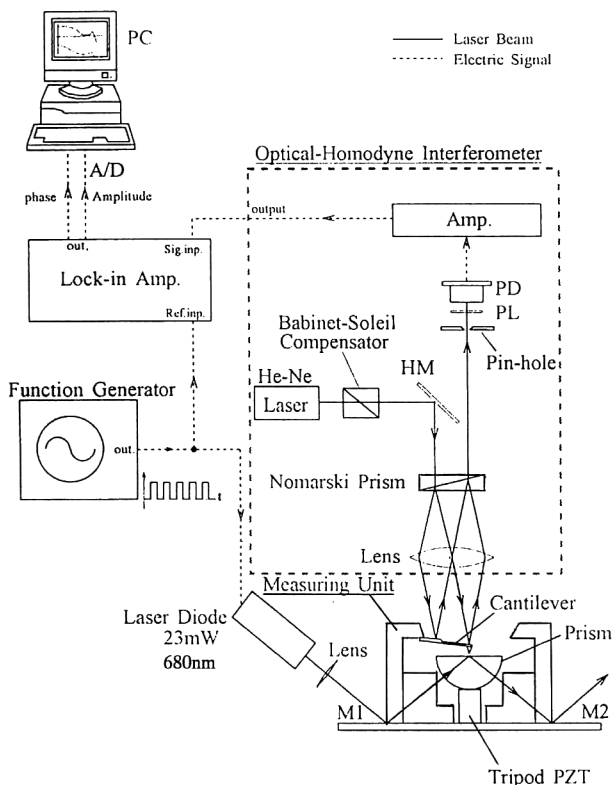 PC
Laser Beam
Electric Signal
A/D
phase
Amplitude
Optical-Homodyne Interferometer
output
Amp.
out.
Sig.inp.
Lock-in Amp.
Ref.inp.
PD
PL
Pin-hole
Babinet-Soleil
Compensator
HM
He-Ne
Laser
Function Generator
out.
t
Nomarski Prism
Lens
Measuring Unit
Cantilever
Prism
Laser Diode
23mW
680nm
Lens
M1
M2
Tripod PZT